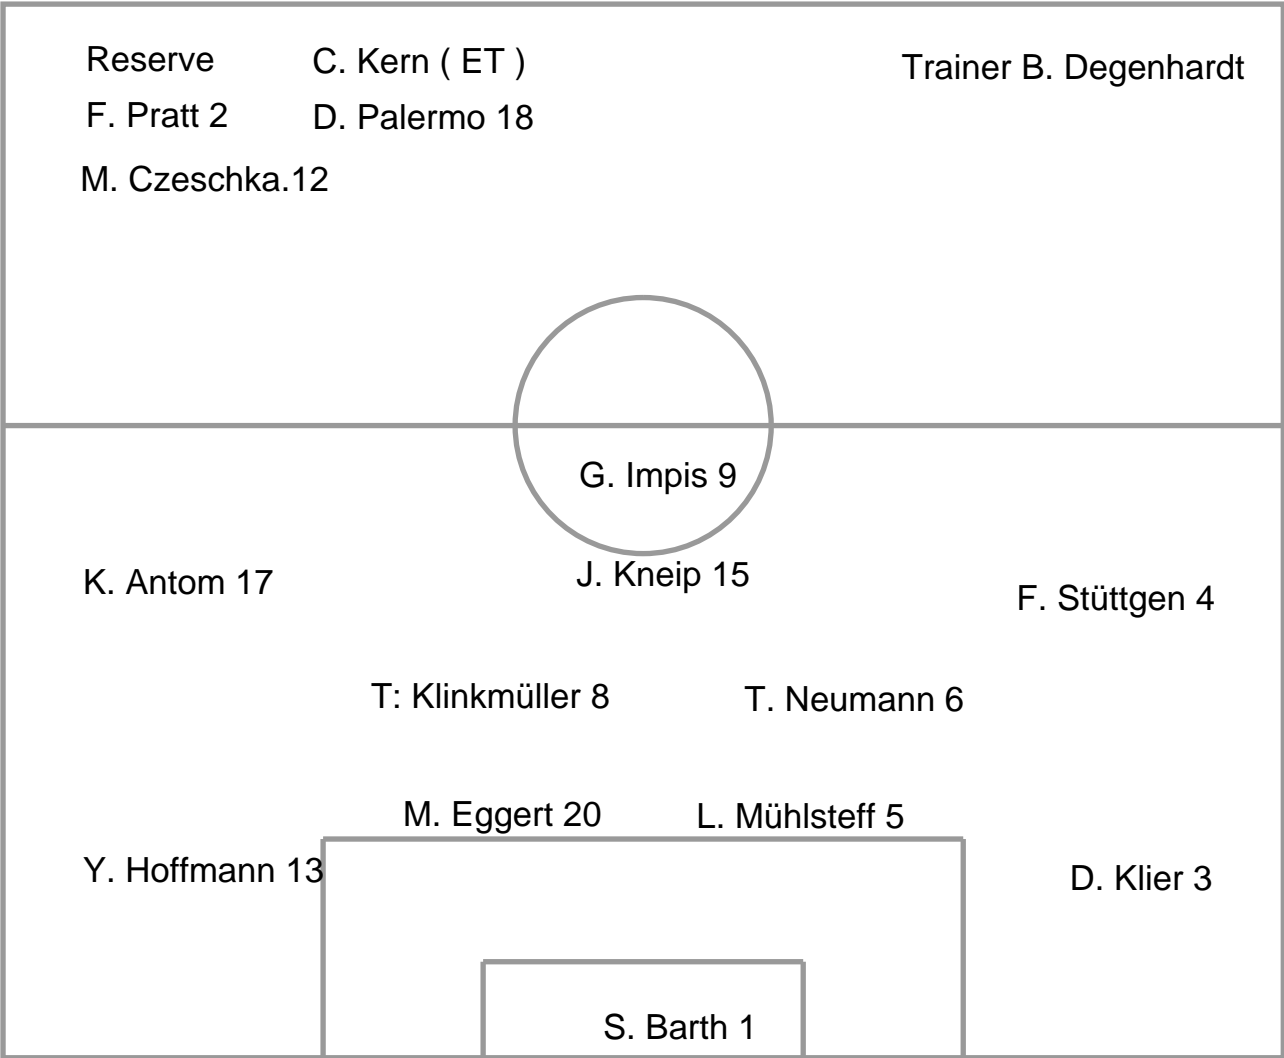 Reserve
C. Kern ( ET )
Trainer B. Degenhardt
F. Pratt 2
D. Palermo 18
M. Czeschka.12
G. Impis 9
K. Antom 17
J. Kneip 15
F. Stüttgen 4
T: Klinkmüller 8
T. Neumann 6
M. Eggert 20
L. Mühlsteff 5
Y. Hoffmann 13
D. Klier 3
S. Barth 1